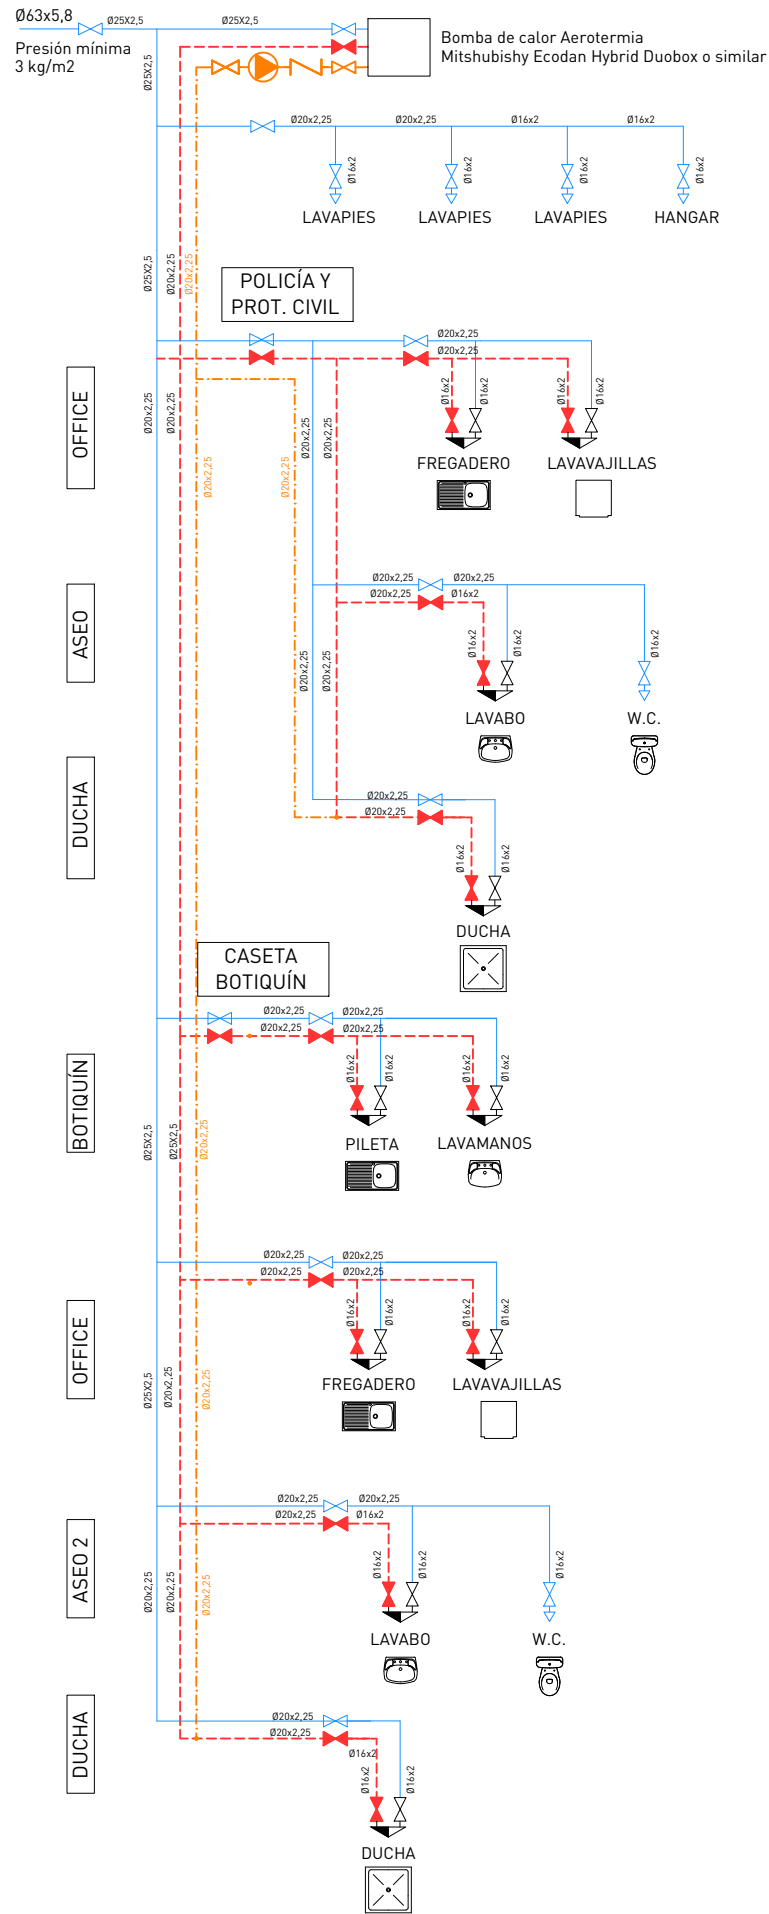 Ø63x5,8
Ø25X2,5
Ø25X2,5
Presión mínima
3 kg/m2
Bomba de calor Aerotermia
Mitshubishy Ecodan Hybrid Duobox o similar
Ø25X2,5
Ø20x2,25
Ø20x2,25
Ø16x2
Ø16x2
Ø16x2
Ø16x2
Ø16x2
Ø16x2
LAVAPIES
LAVAPIES
LAVAPIES
HANGAR
Ø25X2,5
Ø20x2,25
Ø20x2,25
POLICÍA Y
PROT. CIVIL
Ø20x2,25
Ø20x2,25
OFFICE
Ø20x2,25
Ø20x2,25
Ø16x2
Ø16x2
Ø16x2
Ø16x2
Ø20x2,25
Ø20x2,25
Ø20x2,25
Ø20x2,25
FREGADERO
LAVAVAJILLAS
ASEO
Ø20x2,25
Ø20x2,25
Ø20x2,25
Ø16x2
Ø16x2
Ø16x2
Ø16x2
Ø20x2,25
Ø20x2,25
LAVABO
W.C.
DUCHA
Ø20x2,25
Ø20x2,25
Ø16x2
Ø16x2
DUCHA
CASETA
BOTIQUÍN
Ø20x2,25
Ø20x2,25
Ø20x2,25
Ø20x2,25
BOTIQUÍN
Ø16x2
Ø16x2
Ø16x2
Ø16x2
Ø25X2,5
Ø25X2,5
Ø20x2,25
PILETA
LAVAMANOS
Ø20x2,25
Ø20x2,25
Ø20x2,25
Ø20x2,25
OFFICE
Ø16x2
Ø16x2
Ø16x2
Ø16x2
Ø25X2,5
Ø20x2,25
Ø20x2,25
FREGADERO
LAVAVAJILLAS
Ø20x2,25
Ø20x2,25
Ø20x2,25
Ø16x2
ASEO 2
Ø16x2
Ø16x2
Ø16x2
Ø20x2,25
Ø20x2,25
Ø20x2,25
LAVABO
W.C.
DUCHA
Ø20x2,25
Ø20x2,25
Ø16x2
Ø16x2
Ø16x2
DUCHA